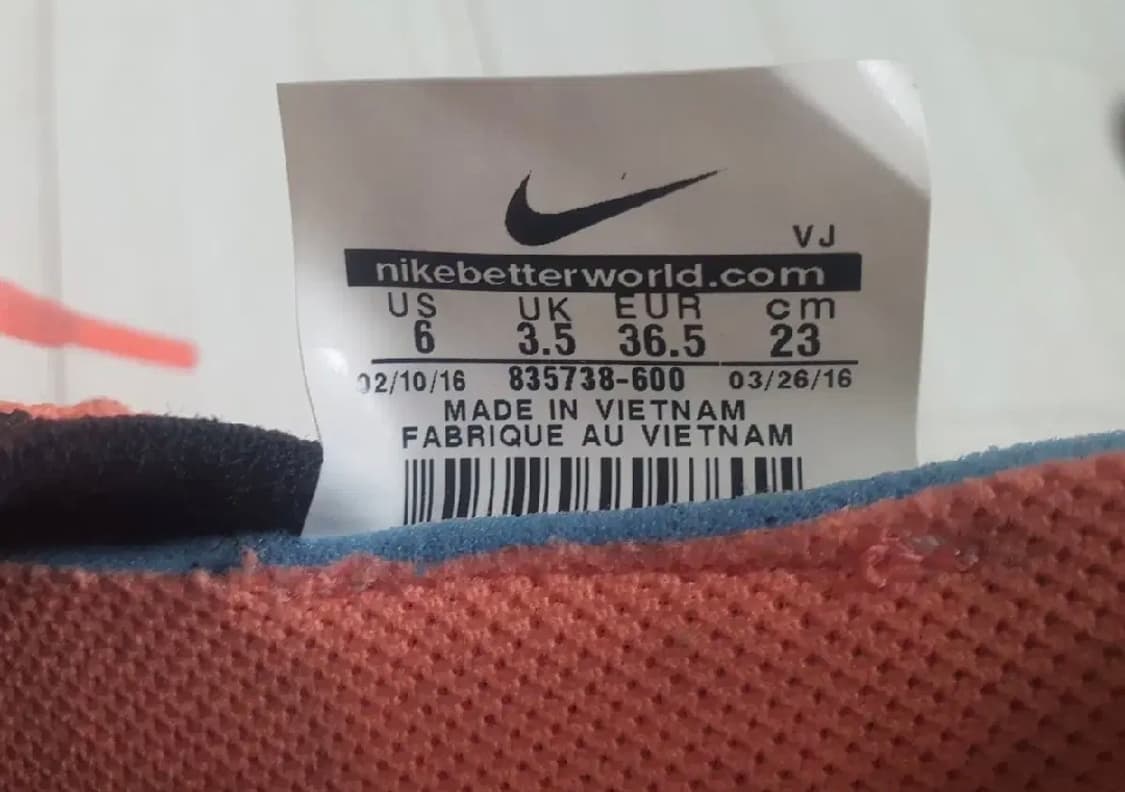 VJ
nikebetterworld.com
US UK EUR cm
6 3.5 36.5 23
02/10/16 835738-600 03/26/16
MADE IN VIETNAM
FABRIQUE AU VIETNAM